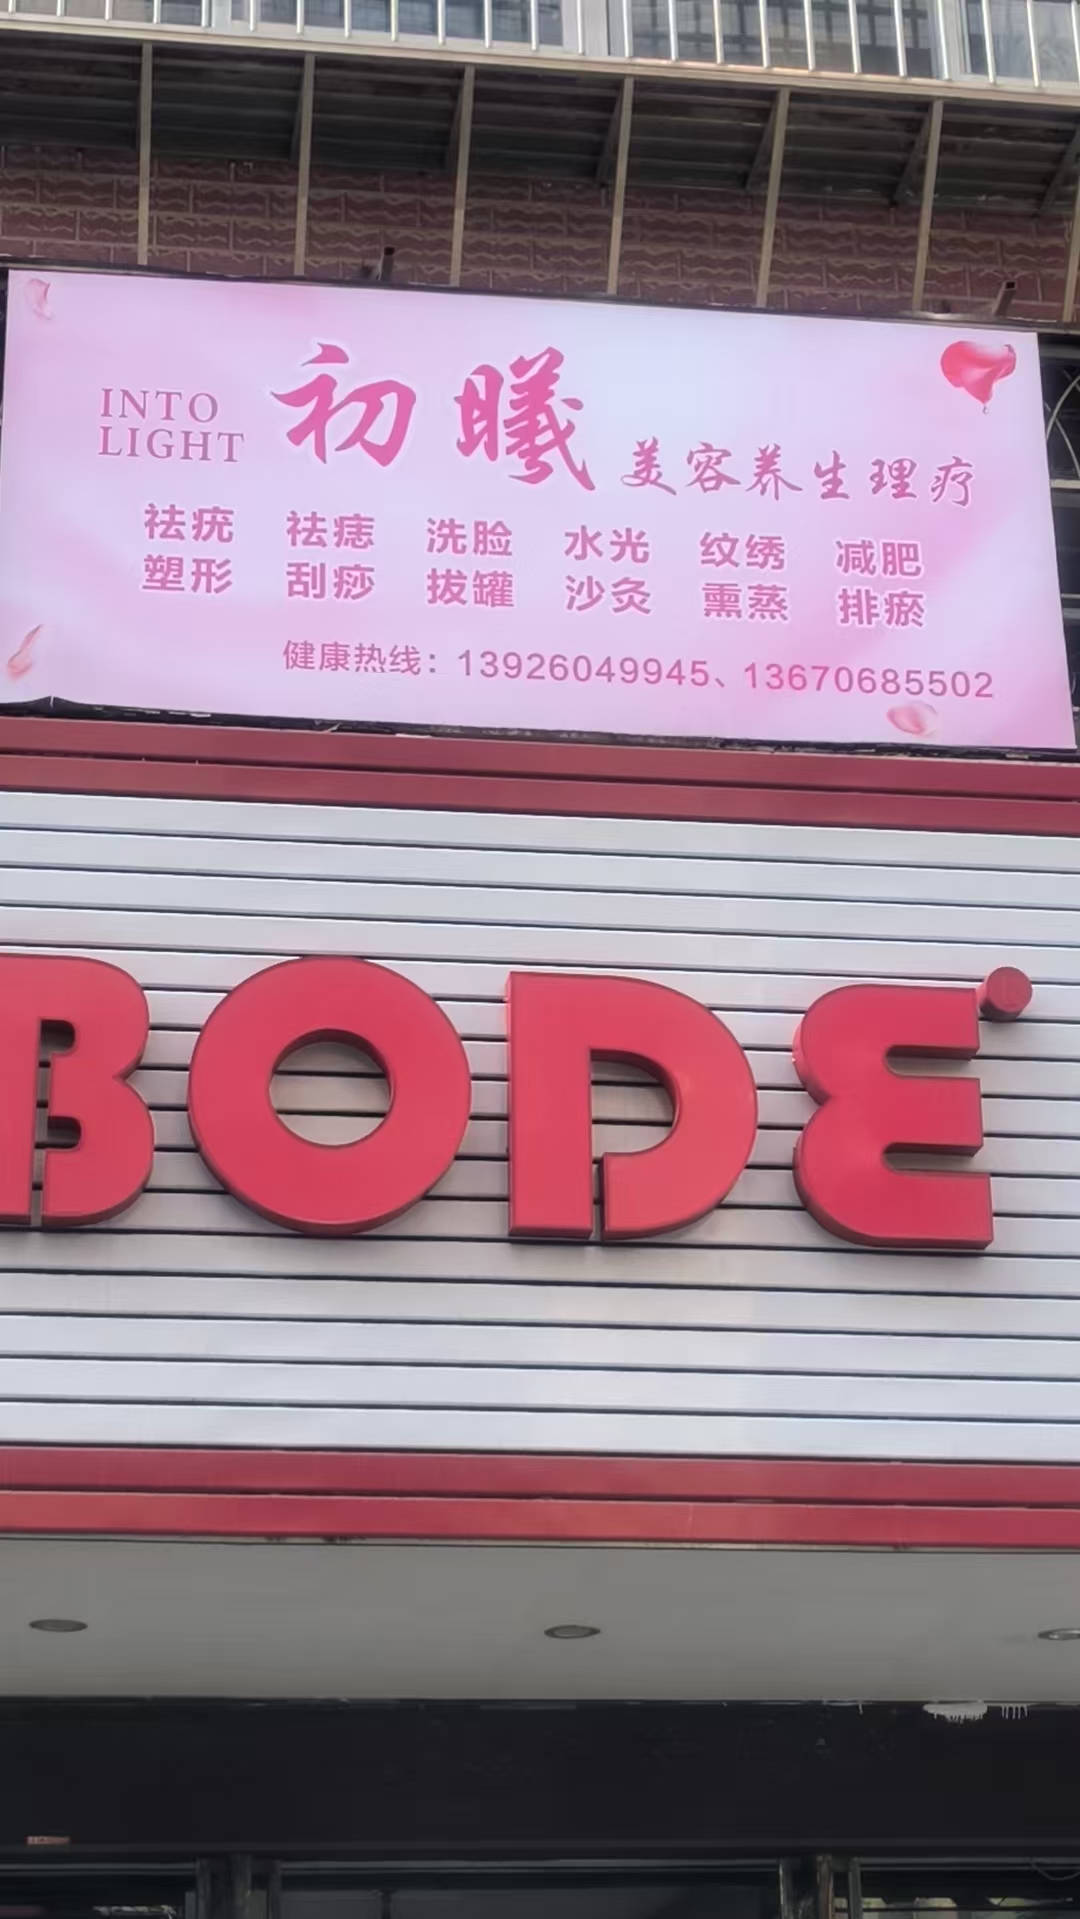 INTO
LIGHT
初曦 美容养生理疗
祛疣 祛痣 洗脸 水光 纹绣 减肥
塑形 刮痧 拔罐 沙灸 熏蒸 排瘀
健康热线：13926049945、13670685502
BODE